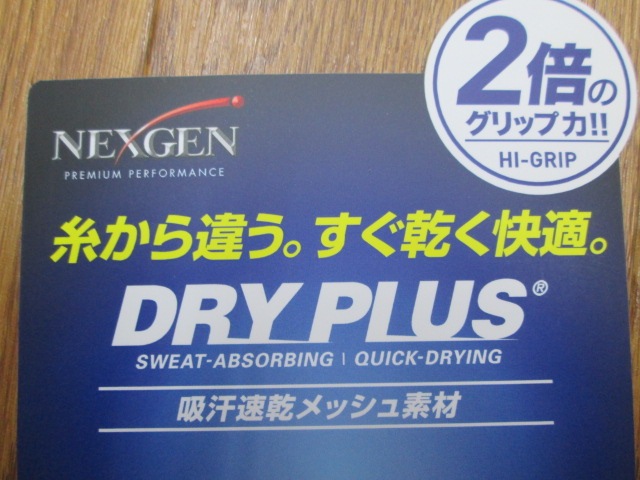 2倍の
グリップ力!!
HI-GRIP
NEXGEN
PREMIUM PERFORMANCE
糸から違う。すぐ乾く快適。
DRY PLUS®
SWEAT-ABSORBING | QUICK-DRYING
吸汗速乾メッシュ素材